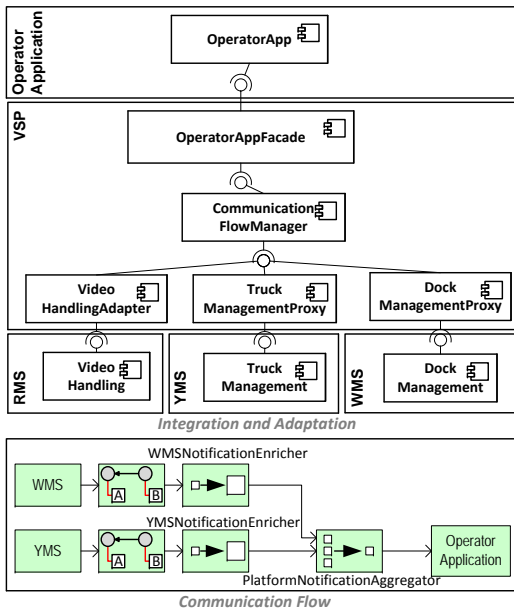 Operator
Application
OperatorApp
VSP
OperatorAppFacade
Communication
FlowManager
Video
HandlingAdapter
Truck
ManagementProxy
Dock
ManagementProxy
RMS
Video
Handling
YMS
Truck
Management
WMS
Dock
Management
Integration and Adaptation
WMSNotificationEnricher
WMS
A
B
YMSNotificationEnricher
YMS
A
B
Operator
Application
PlatformNotificationAggregator
Communication Flow